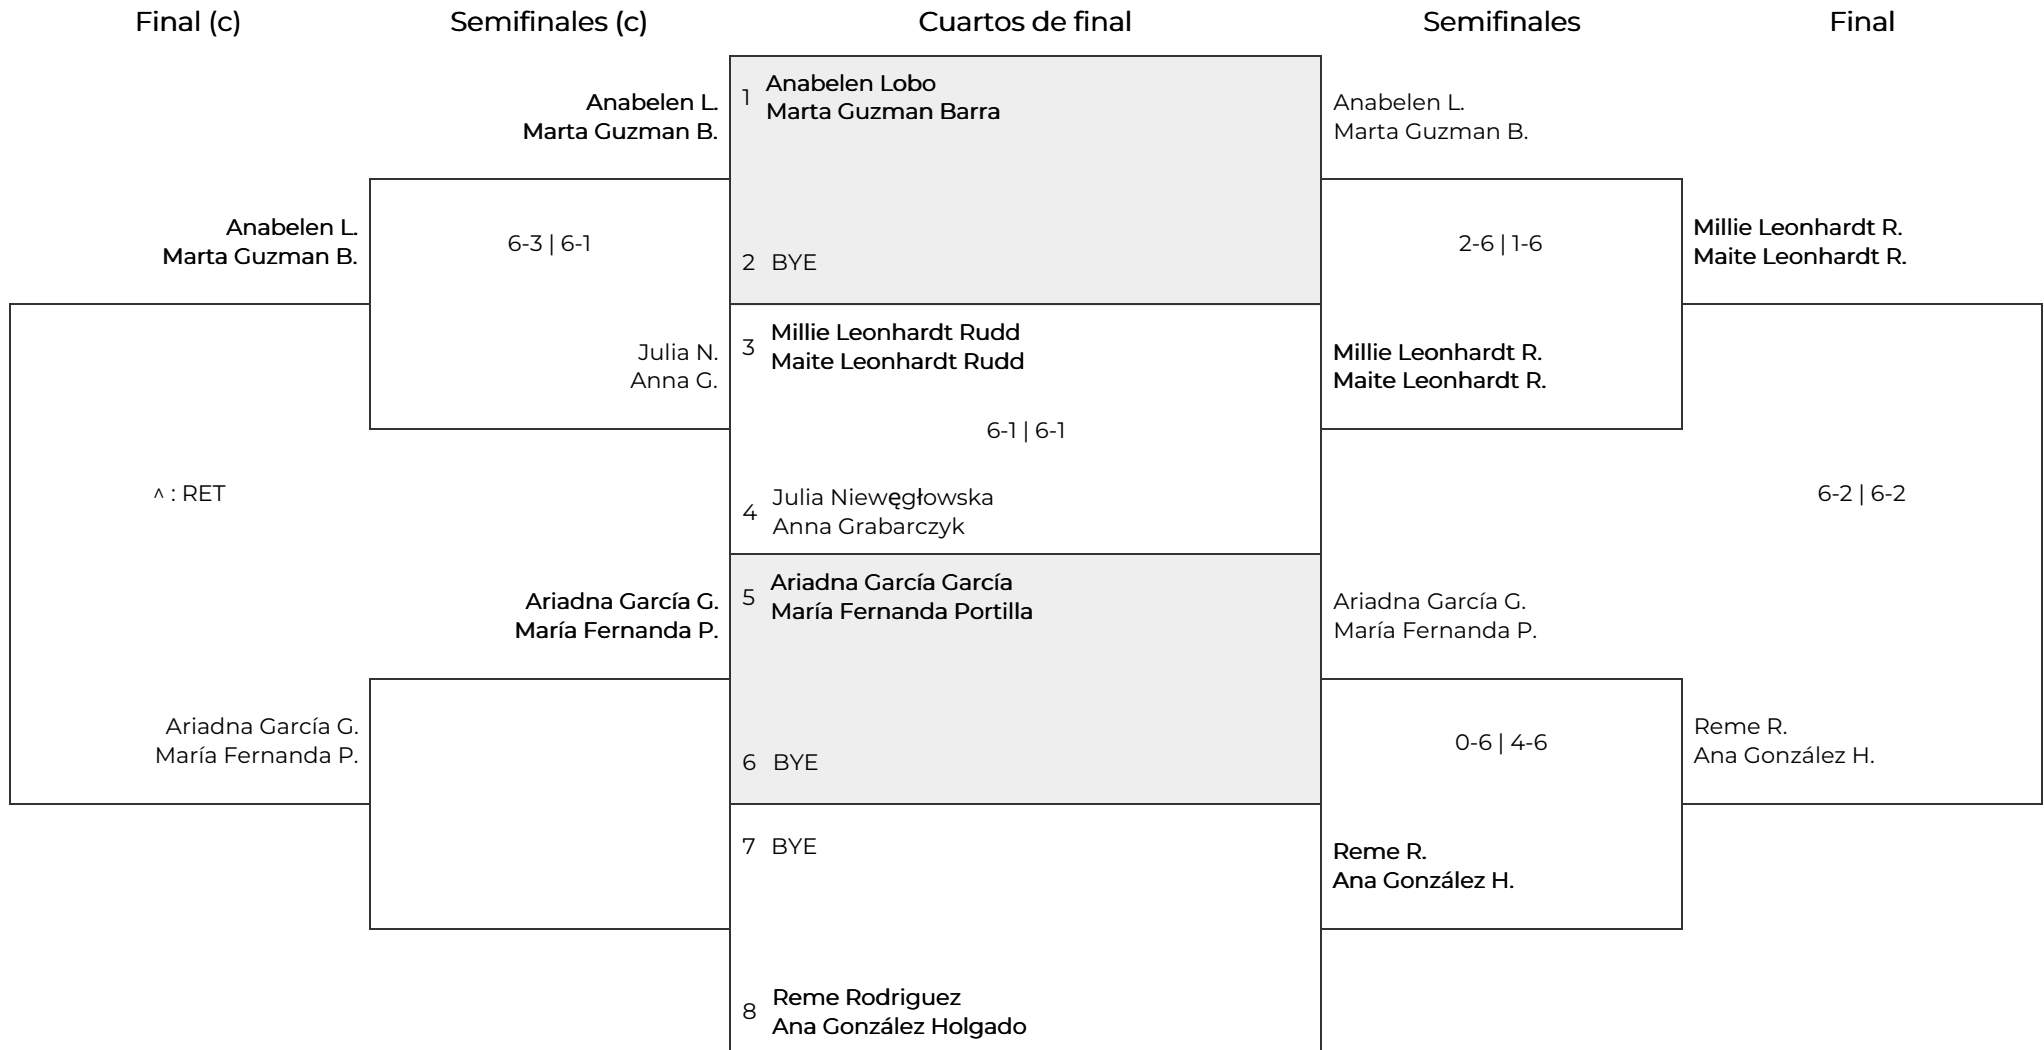 Final (c)
Semifinales (c)
Cuartos de final
Semifinales
Final
Anabelen L.
Marta Guzman B.
6-3 | 6-1
Julia N.
Anna G.
Anabelen L.
Marta Guzman B.
^ : RET
Ariadna García G.
María Fernanda P.
Ariadna García G.
María Fernanda P.
1 Anabelen Lobo
Marta Guzman Barra
2 BYE
3 Millie Leonhardt Rudd
Maite Leonhardt Rudd
6-1 | 6-1
4 Julia Niewęgłowska
Anna Grabarczyk
5 Ariadna García García
María Fernanda Portilla
6 BYE
7 BYE
8 Reme Rodriguez
Ana González Holgado
Anabelen L.
Marta Guzman B.
2-6 | 1-6
Millie Leonhardt R.
Maite Leonhardt R.
Ariadna García G.
María Fernanda P.
0-6 | 4-6
Reme R.
Ana González H.
Millie Leonhardt R.
Maite Leonhardt R.
6-2 | 6-2
Reme R.
Ana González H.